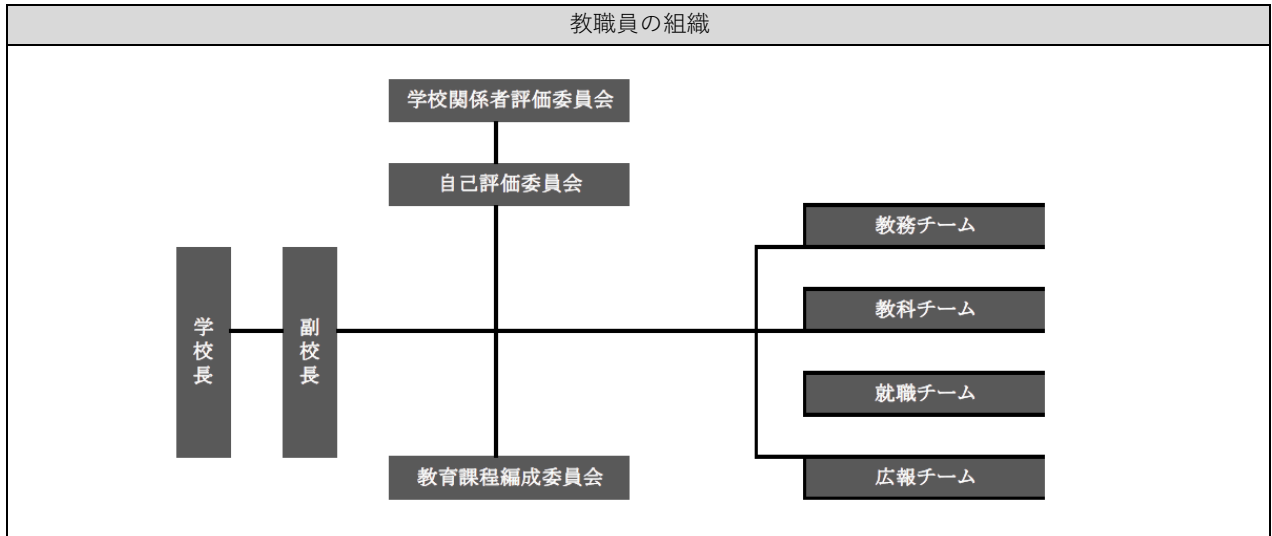 教職員の組織
学校関係者評価委員会
自己評価委員会
学校長
副校長
教務チーム
教科チーム
就職チーム
広報チーム
教育課程編成委員会